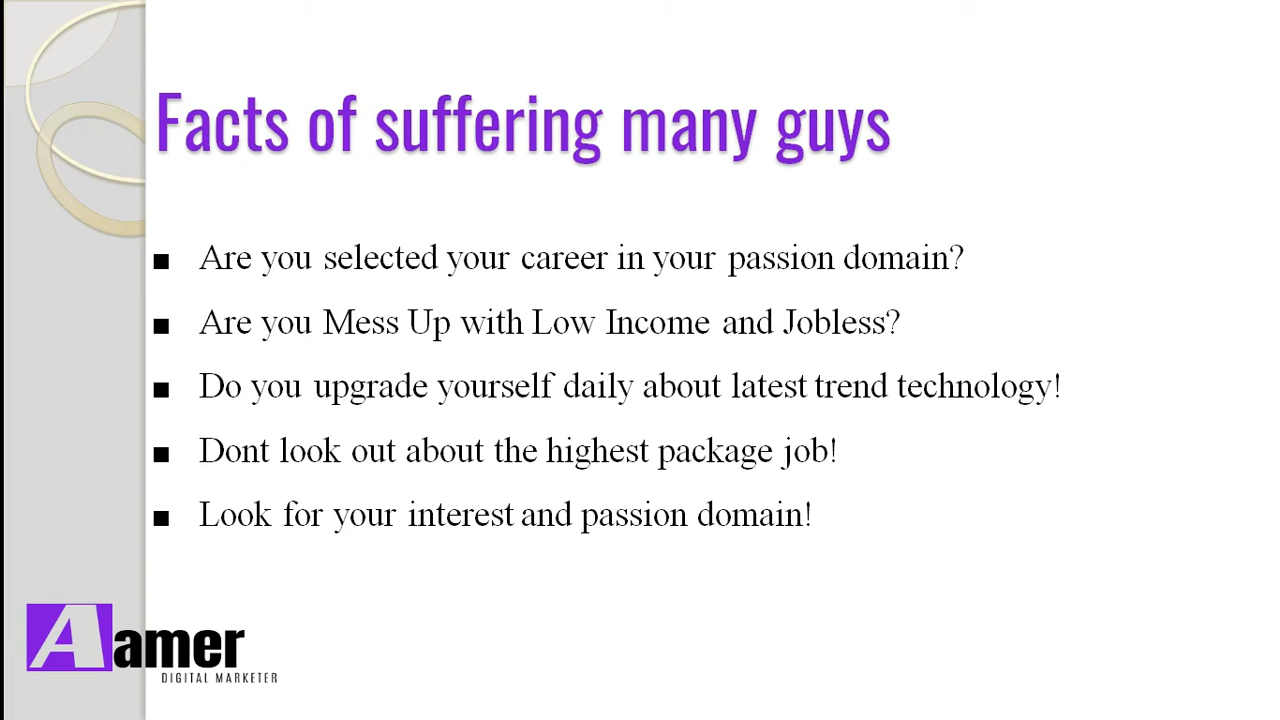 Facts of suffering many guys
■ Are you selected your career in your passion domain?
■ Are you Mess Up with Low Income and Jobless?
■ Do you upgrade yourself daily about latest trend technology!
■ Dont look out about the highest package job!
■ Look for your interest and passion domain!
Aamer
DIGITAL MARKETER